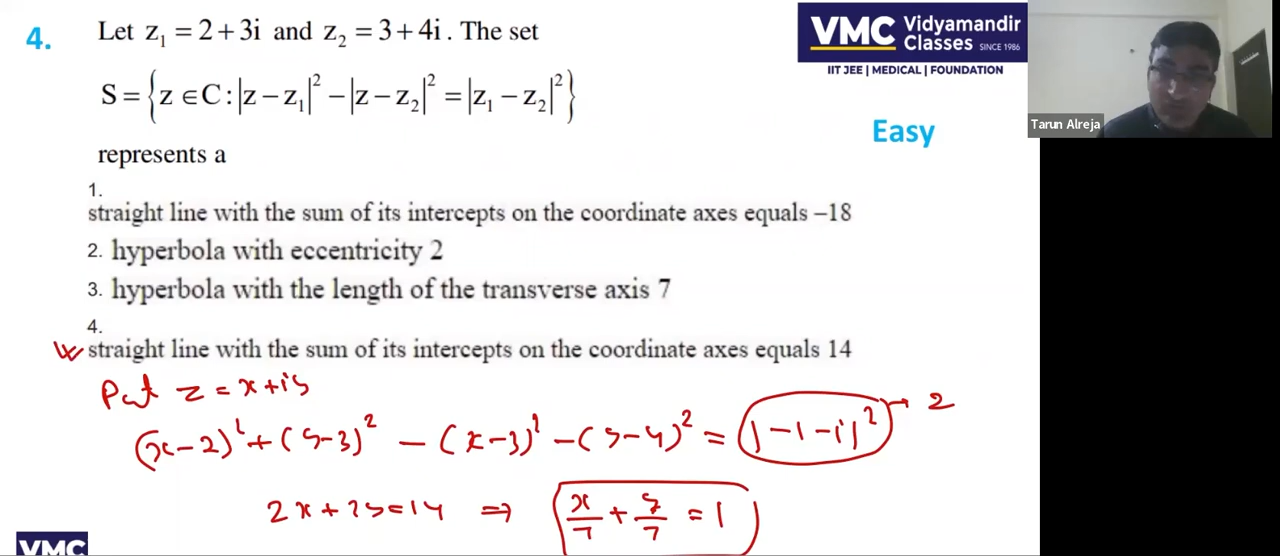 4. Let z₁ = 2 + 3i and z₂ = 3 + 4i. The set
S = {z ∈ C : |z − z₁|² − |z − z₂|² = |z₁ − z₂|²}
represents a
1.
straight line with the sum of its intercepts on the coordinate axes equals –18
2. hyperbola with eccentricity 2
3. hyperbola with the length of the transverse axis 7
4.
straight line with the sum of its intercepts on the coordinate axes equals 14
Put z = x + iy
(x − 2)² + (y − 3)² − (x − 3)² − (y − 4)² = |−1 − i|² → 2
2x + 2y = 14 ⇒ x/7 + y/7 = 1
VMC Vidyamandir
Classes SINCE 1986
IIT JEE | MEDICAL | FOUNDATION
Easy
Tarun Alreja
VMC